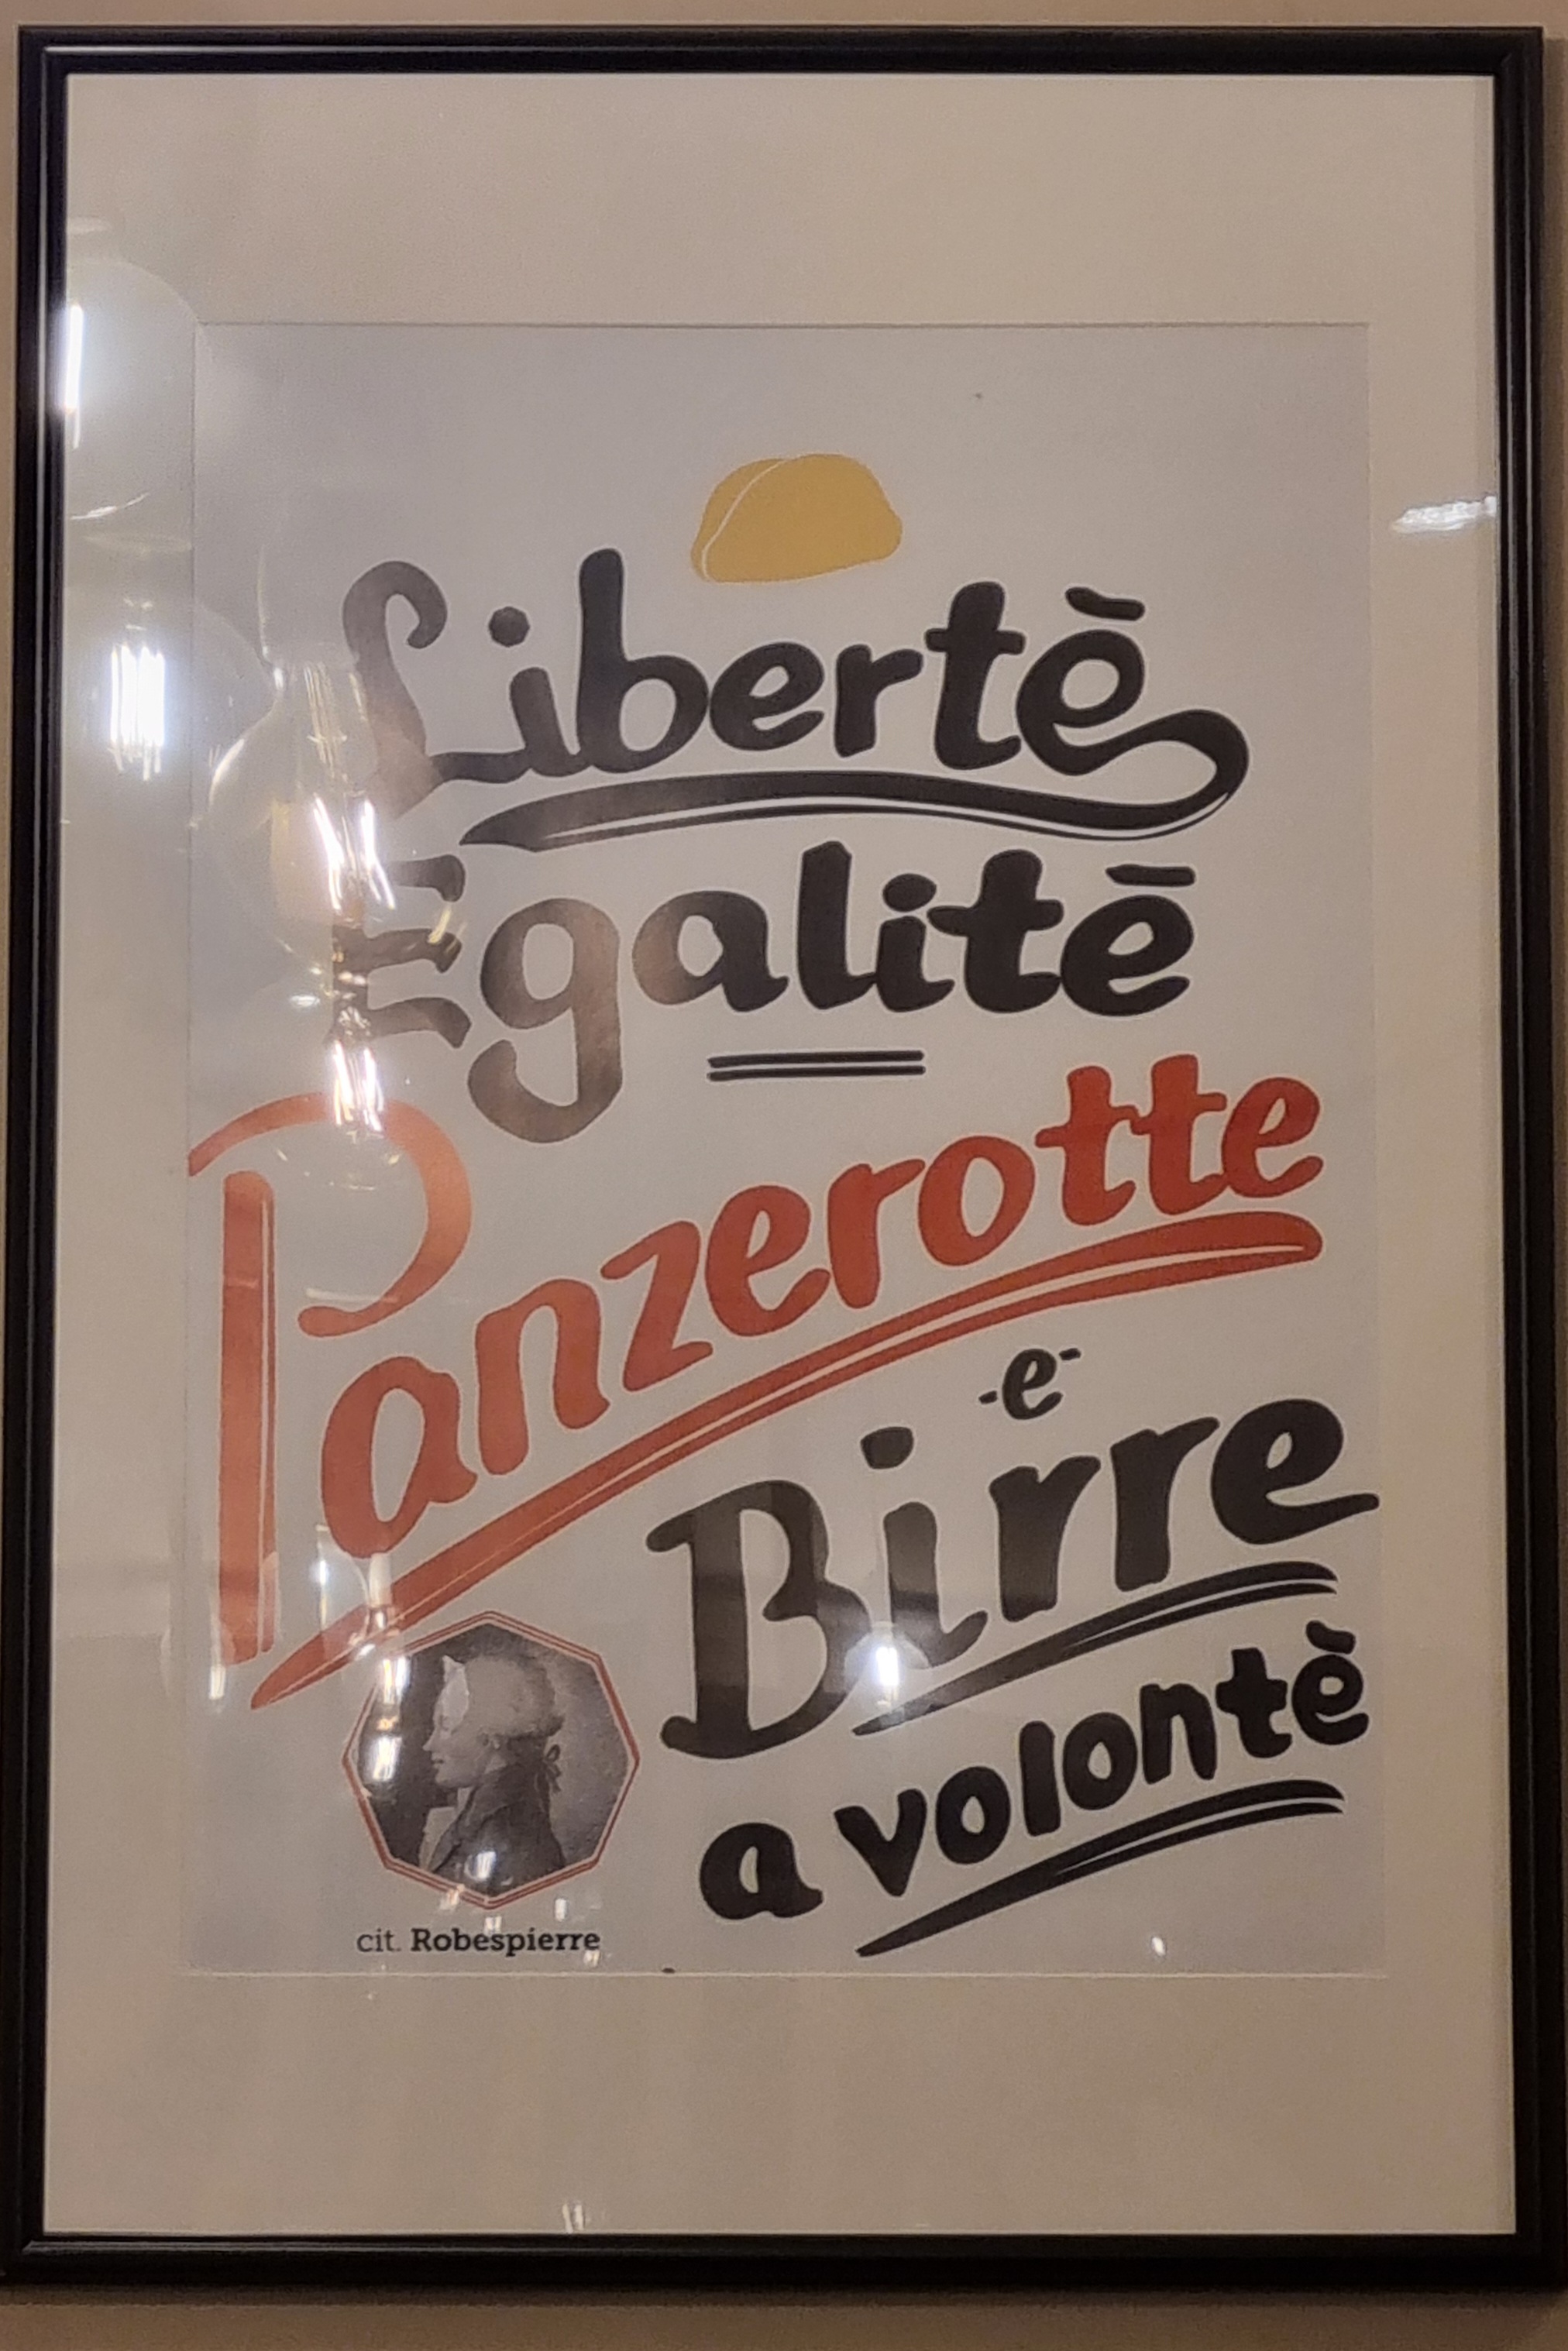 Libertè
Egalitè
Panzerotte
-e-
Birre
a volontè
cit. Robespierre